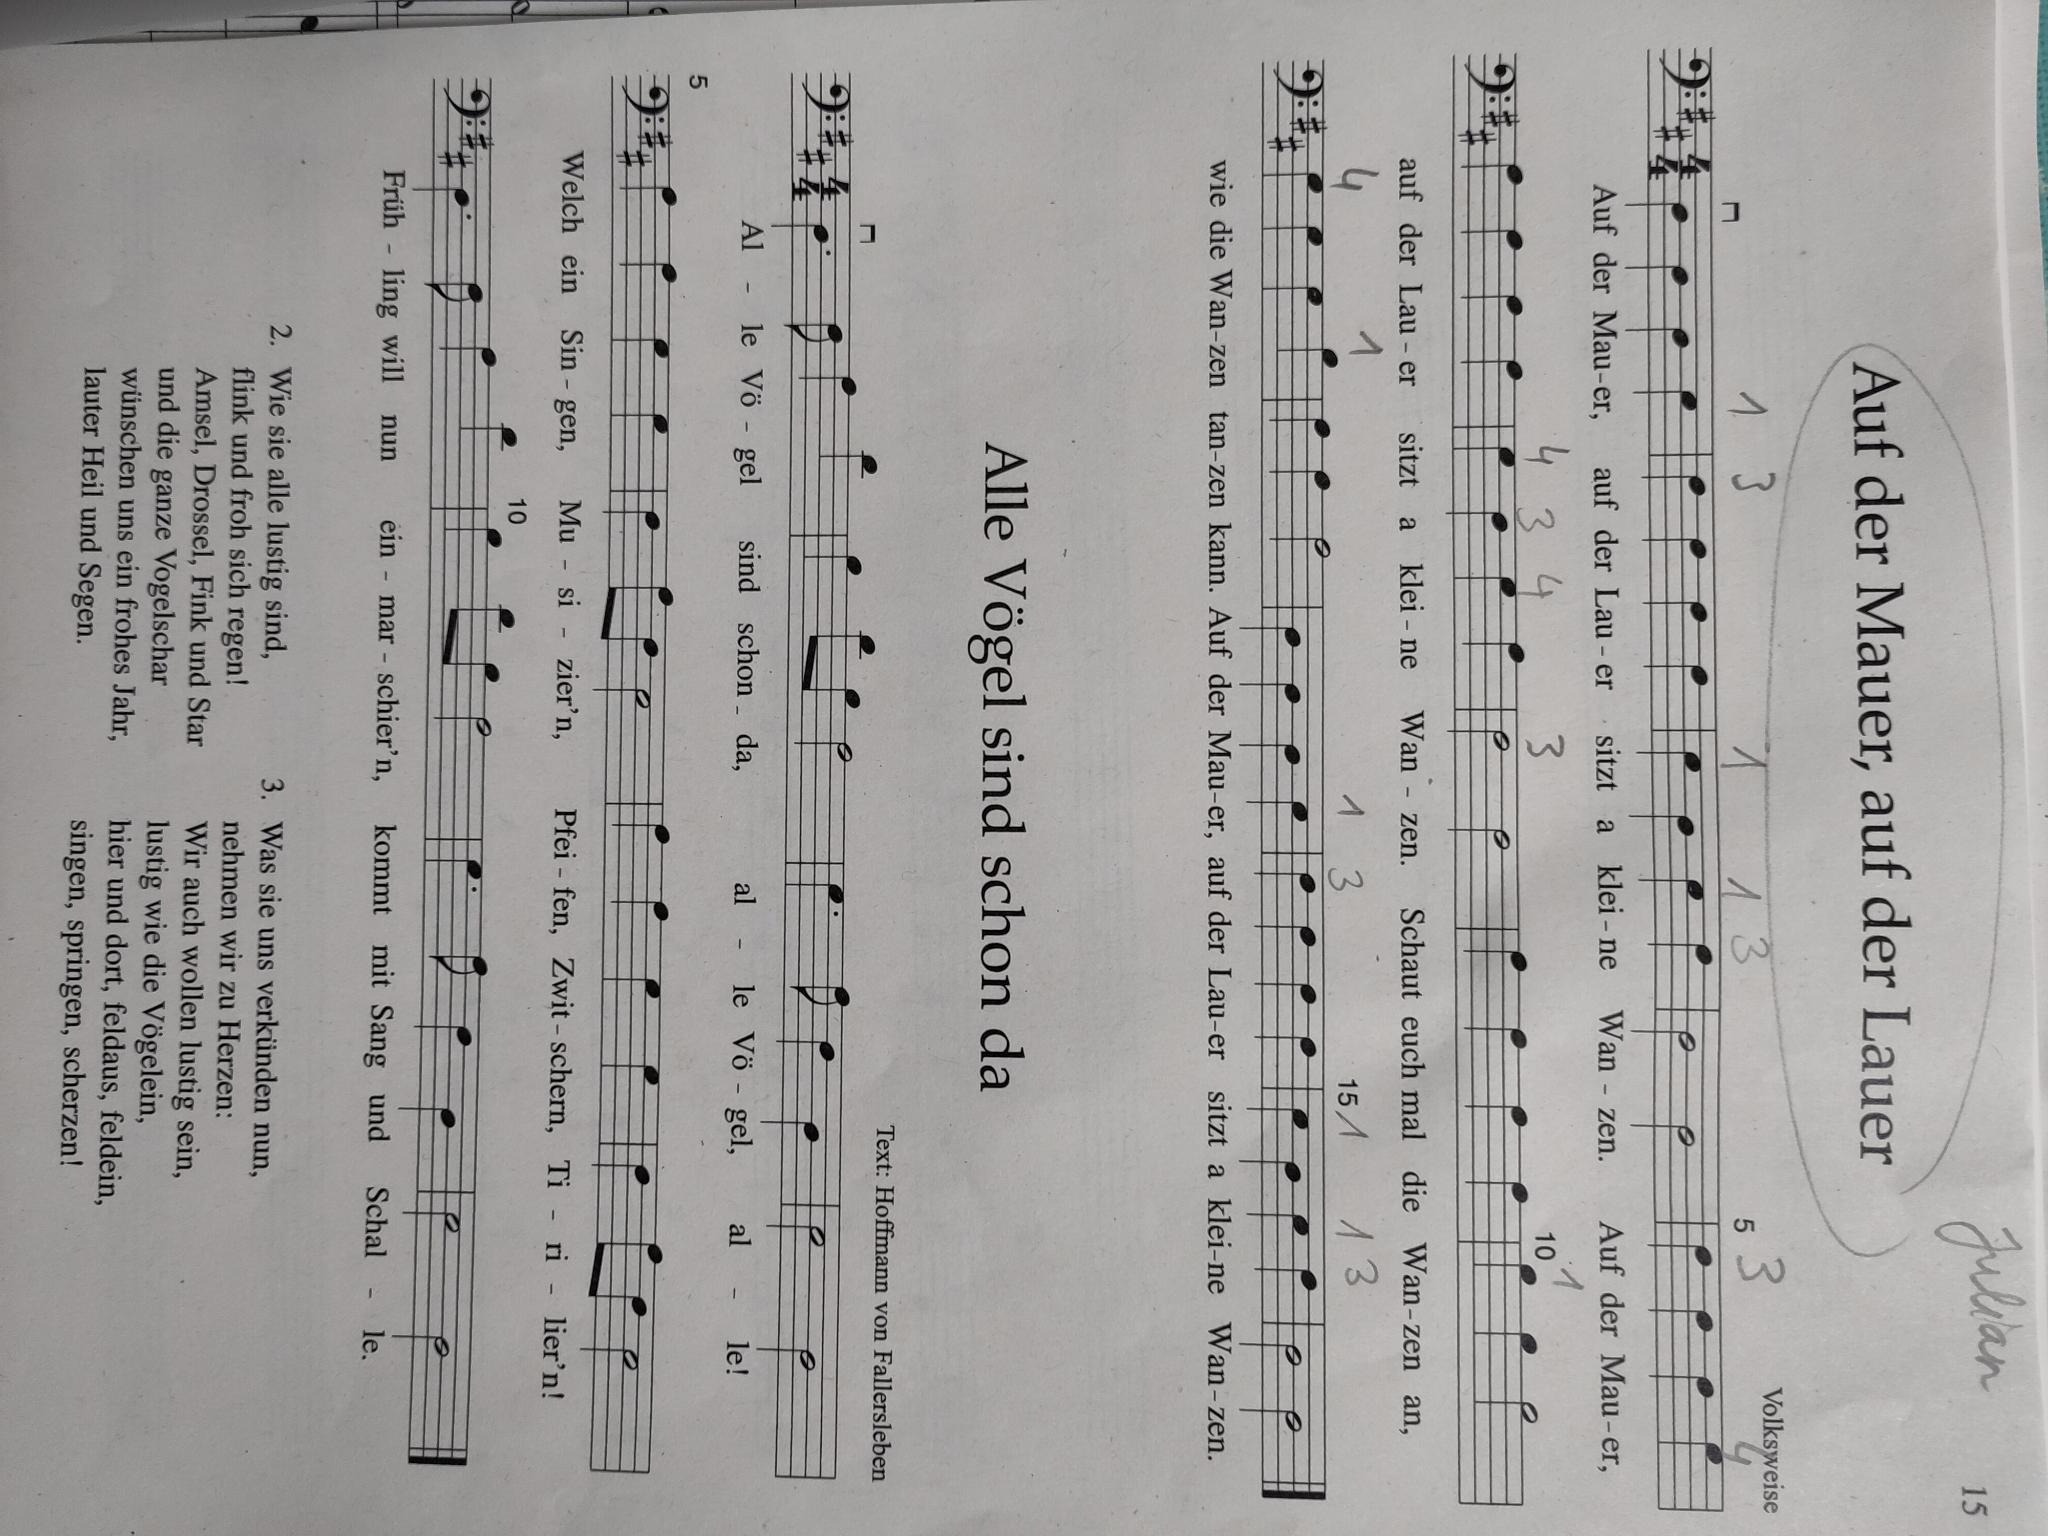 15
Julian
Auf der Mauer, auf der Lauer
Volksweise
1 3 1 1 3 5 3 4
4 4
Auf der Mau-er, auf der Lau-er sitzt a klei-ne Wan-zen. Auf der Mau-er,
4 3 4 3 10 1
auf der Lau-er sitzt a klei-ne Wan-zen. Schaut euch mal die Wan-zen an,
4 1 1 3 15 1 1 3
wie die Wan-zen tan-zen kann. Auf der Mau-er, auf der Lau-er sitzt a klei-ne Wan-zen.
Alle Vögel sind schon da
Text: Hoffmann von Fallersleben
4 4
Al - le Vö - gel sind schon da, al - le Vö - gel, al - le!
5
Welch ein Sin-gen, Mu - si - zier'n, Pfei-fen, Zwit-schern, Ti - ri - lier'n!
10
Früh - ling will nun ein - mar - schier'n, kommt mit Sang und Schal - le.
2. Wie sie alle lustig sind,
flink und froh sich regen!
Amsel, Drossel, Fink und Star
und die ganze Vogelschar
wünschen uns ein frohes Jahr,
lauter Heil und Segen.
3. Was sie uns verkünden nun,
nehmen wir zu Herzen:
Wir auch wollen lustig sein,
lustig wie die Vögelein,
hier und dort, feldaus, feldein,
singen, springen, scherzen!